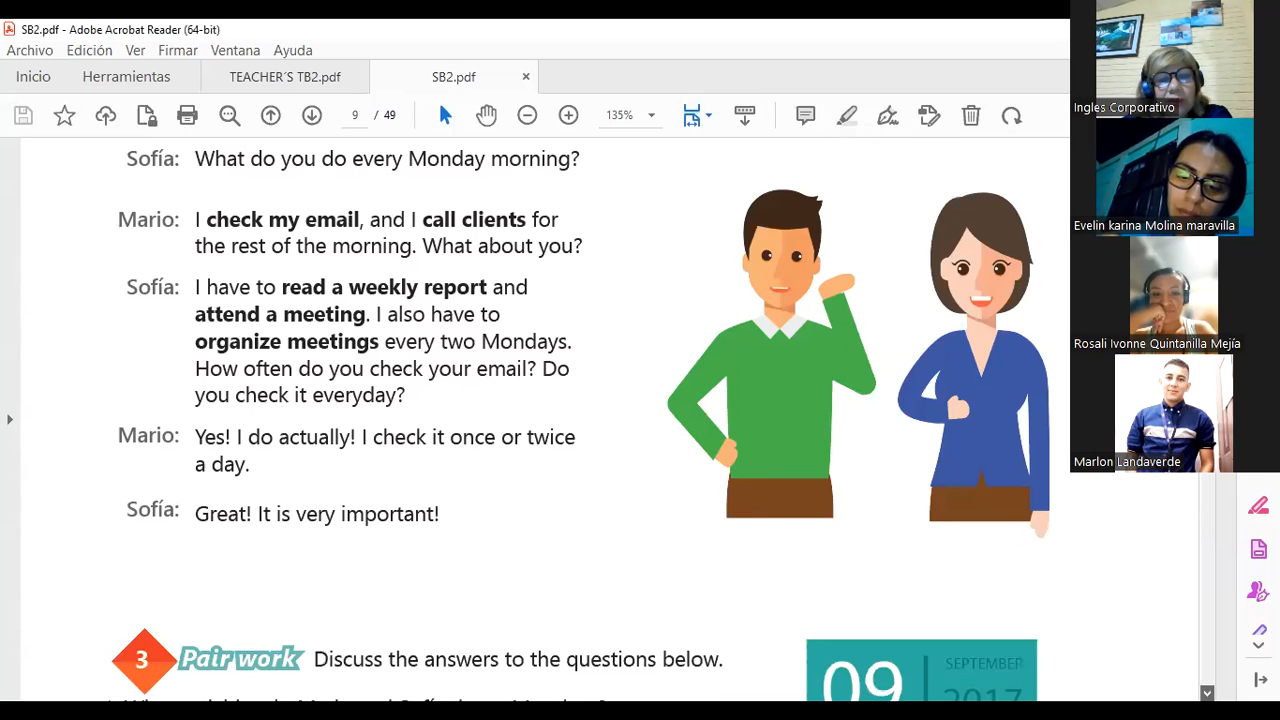 SB2.pdf - Adobe Acrobat Reader (64-bit)
Archivo Edición Ver Firmar Ventana Ayuda
Inicio Herramientas TEACHER´S TB2.pdf SB2.pdf ×
9 / 49 135%
Sofía: What do you do every Monday morning?
Mario: I check my email, and I call clients for
the rest of the morning. What about you?
Sofía: I have to read a weekly report and
attend a meeting. I also have to
organize meetings every two Mondays.
How often do you check your email? Do
you check it everyday?
Mario: Yes! I do actually! I check it once or twice
a day.
Sofía: Great! It is very important!
3 Pair work Discuss the answers to the questions below.
09 SEPTEMBER
2017
Ingles Corporativo
Evelin karina Molina maravilla
Rosali Ivonne Quintanilla Mejía
Marlon Landaverde